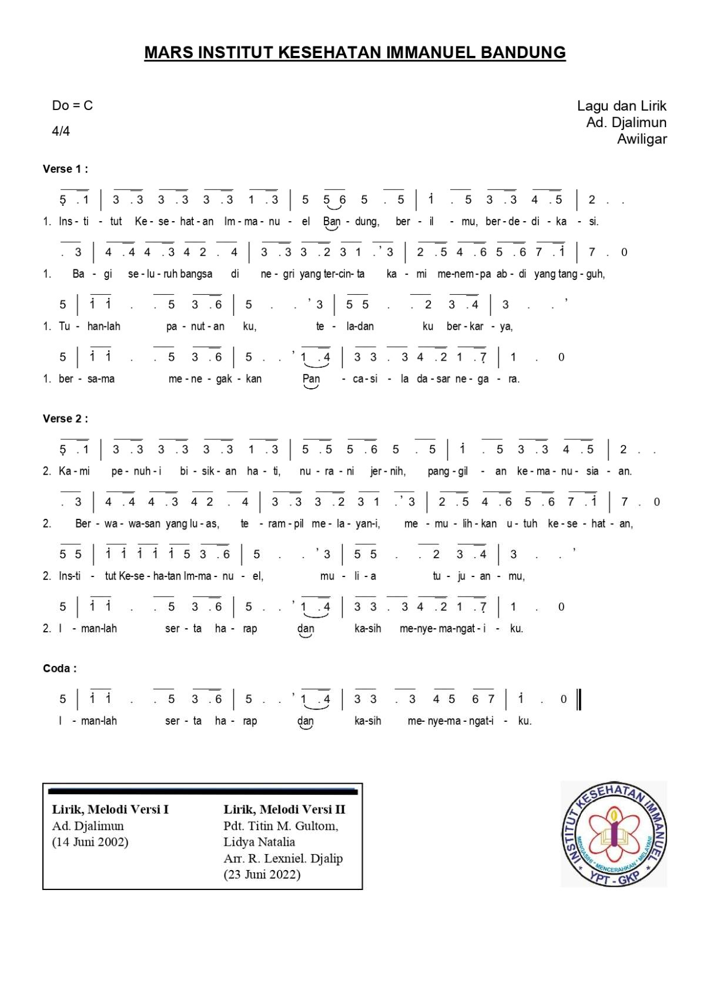 MARS INSTITUT KESEHATAN IMMANUEL BANDUNG
Do = C
Lagu dan Lirik
4/4
Ad. Djalimun
Awiligar
Verse 1 :
5̣ . 1 | 3 . 3 3 . 3 3 . 3 1 . 3 | 5 5 6 5 . 5 | 1̇ . 5 3 . 3 4 . 5 | 2 . .
1. Ins - ti - tut Ke - se - hat - an Im - ma - nu - el Ban - dung, ber - il - mu, ber - de - di - ka - si.
. 3 | 4 . 4 4 . 3 4 2 . 4 | 3 . 3 3 . 2 3 1 . ’ 3 | 2 . 5 4 . 6 5 . 6 7 . 1̇ | 7 . 0
1. Ba - gi se - lu - ruh bangsa di ne - gri yang ter-cin- ta ka - mi me-nem - pa ab - di yang tang - guh,
5 | 1̇ 1̇ . . 5 3 . 6 | 5 . . ’ 3 | 5 5 . . 2 3 . 4 | 3 . . ’
1. Tu - han-lah pa - nut - an ku, te - la-dan ku ber - kar - ya,
5 | 1̇ 1̇ . . 5 3 . 6 | 5 . . ’ 1 . 4 | 3 3 . 3 4 . 2 1 . 7̣ | 1 . 0
1. ber - sa-ma me - ne - gak - kan Pan - ca - si - la da - sar ne - ga - ra.
Verse 2 :
5̣ . 1 | 3 . 3 3 . 3 3 . 3 1 . 3 | 5 . 5 5 . 6 5 . 5 | 1̇ . 5 3 . 3 4 . 5 | 2 . .
2. Ka - mi pe - nuh - i bi - sik - an ha - ti, nu - ra - ni jer - nih, pang - gil - an ke - ma - nu - sia - an.
. 3 | 4 . 4 4 . 3 4 2 . 4 | 3 . 3 3 . 2 3 1 . ’ 3 | 2 . 5 4 . 6 5 . 6 7 . 1̇ | 7 . 0
2. Ber - wa - wa-san yang lu - as, te - ram - pil me - la - yan-i, me - mu - lih - kan u - tuh ke - se - hat - an,
5 5 | 1̇ 1̇ 1̇ 1̇ 1̇ 5 3 . 6 | 5 . . ’ 3 | 5 5 . . 2 3 . 4 | 3 . . ’
2. Ins-ti - tut Ke-se - ha-tan Im-ma - nu - el, mu - li - a tu - ju - an - mu,
5 | 1̇ 1̇ . . 5 3 . 6 | 5 . . ’ 1 . 4 | 3 3 . 3 4 . 2 1 . 7̣ | 1 . 0
2. I - man-lah ser - ta ha - rap dan ka-sih me-nye- ma-ngat - i - ku.
Coda :
5 | 1̇ 1̇ . . 5 3 . 6 | 5 . . ’ 1 . 4 | 3 3 . 3 4 5 6 7 | 1̇ . 0 ‖
I - man-lah ser - ta ha - rap dan ka-sih me- nye-ma - ngat-i - ku.
Lirik, Melodi Versi I
Ad. Djalimun
(14 Juni 2002)
Lirik, Melodi Versi II
Pdt. Titin M. Gultom,
Lidya Natalia
Arr. R. Lexniel. Djalip
(23 Juni 2022)
INSTITUT KESEHATAN IMMANUEL
MENGASIHI * MENCERAHKAN * MELAYANI
* YPT - GKP *